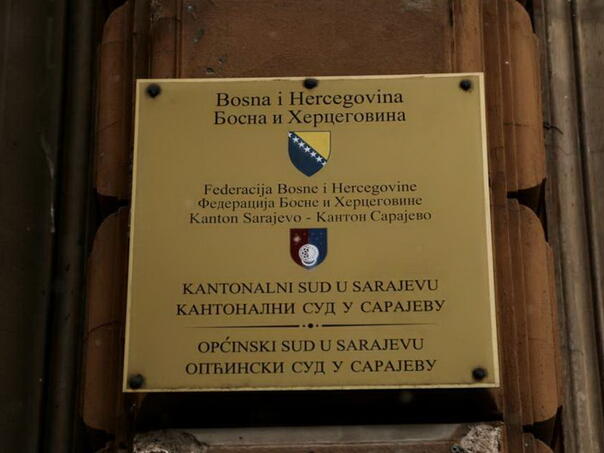 Bosna i Hercegovina
Босна и Херцеговина
Federacija Bosne i Hercegovine
Федерација Босне и Херцеговине
Kanton Sarajevo - Кантон Сарајево
KANTONALNI SUD U SARAJEVU
КАНТОНАЛНИ СУД У САРАЈЕВУ
OPĆINSKI SUD U SARAJEVU
ОПЋИНСКИ СУД У САРАЈЕВУ